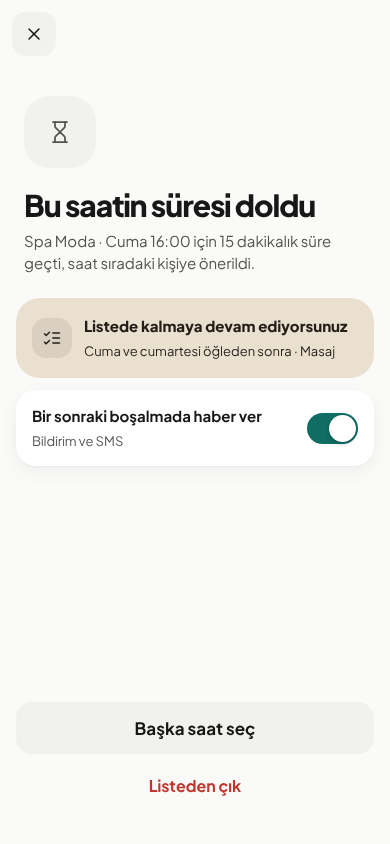 Bu saatin süresi doldu
Spa Moda · Cuma 16:00 için 15 dakikalık süre
geçti, saat sıradaki kişiye önerildi.
Listede kalmaya devam ediyorsunuz
Cuma ve cumartesi öğleden sonra · Masaj
Bir sonraki boşalmada haber ver
Bildirim ve SMS
Başka saat seç
Listeden çık